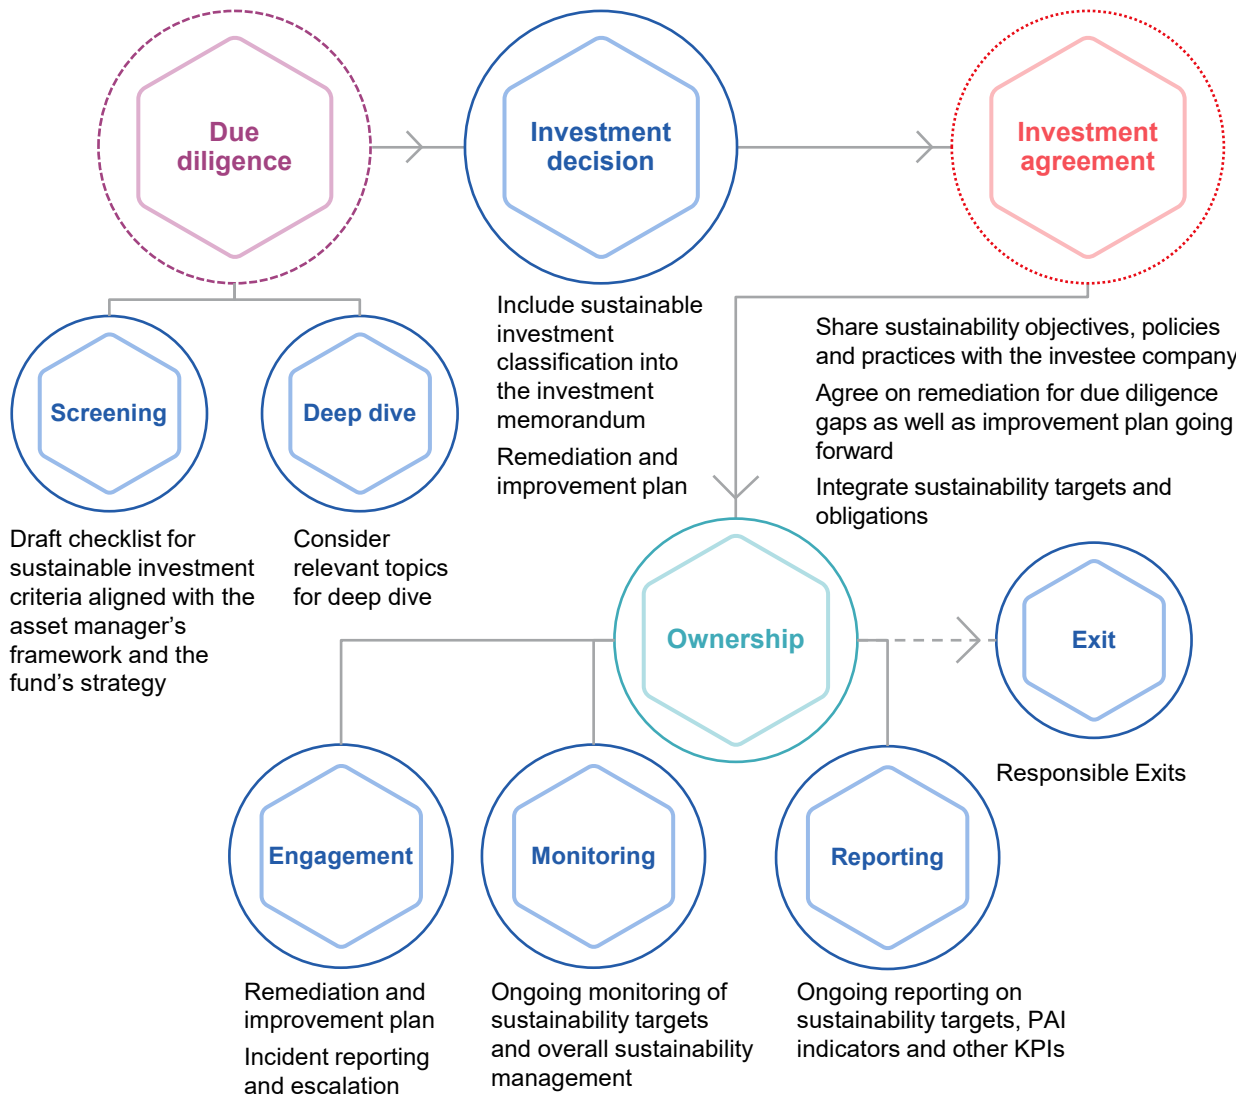 Due
diligence
Investment
decision
Investment
agreement
Include sustainable
investment
classification into
the investment
memorandum
Remediation and
improvement plan
Share sustainability objectives, policies
and practices with the investee company
Agree on remediation for due diligence
gaps as well as improvement plan going
forward
Integrate sustainability targets and
obligations
Screening
Deep dive
Draft checklist for
sustainable investment
criteria aligned with the
asset manager’s
framework and the
fund’s strategy
Consider
relevant topics
for deep dive
Ownership
Exit
Responsible Exits
Engagement
Monitoring
Reporting
Remediation and
improvement plan
Incident reporting
and escalation
Ongoing monitoring of
sustainability targets
and overall sustainability
management
Ongoing reporting on
sustainability targets, PAI
indicators and other KPIs